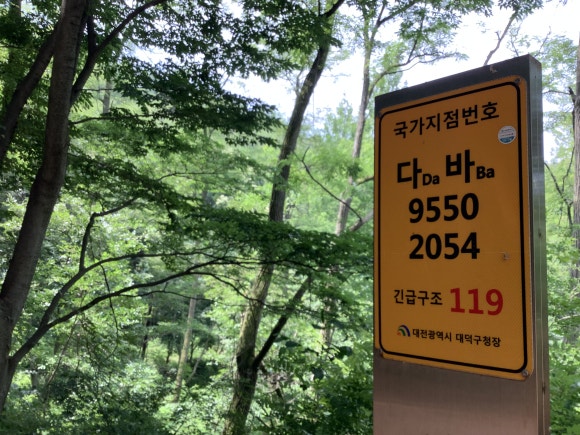 국가지점번호
다Da 바Ba
9550
2054
긴급구조 119
대전광역시 대덕구청장